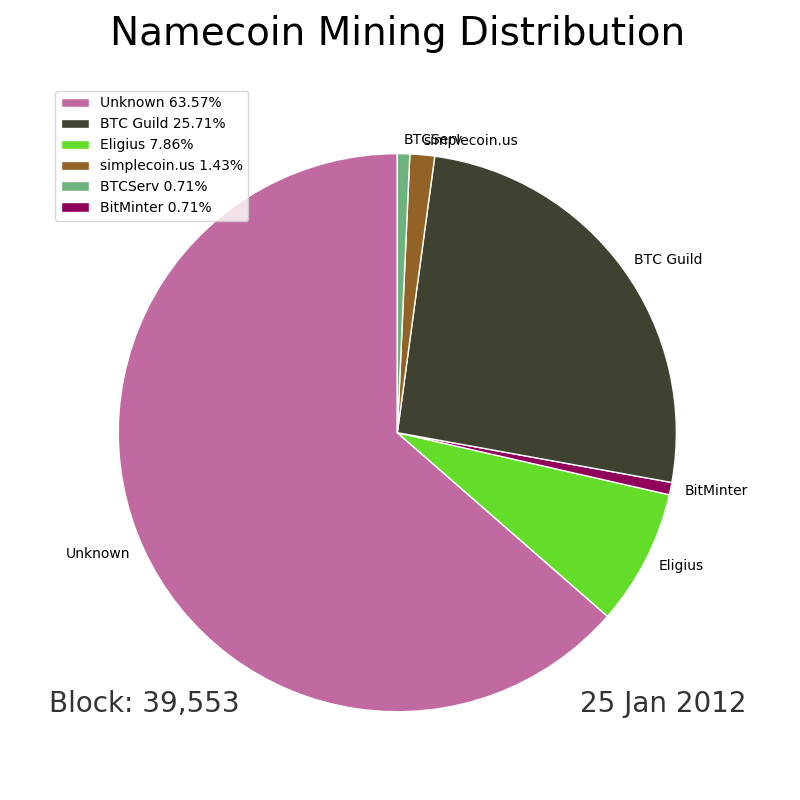 Namecoin Mining Distribution
Unknown 63.57%
BTC Guild 25.71%
Eligius 7.86%
simplecoin.us 1.43%
BTCServ 0.71%
BitMinter 0.71%
BTCServ
simplecoin.us
BTC Guild
BitMinter
Unknown
Eligius
Block: 39,553
25 Jan 2012